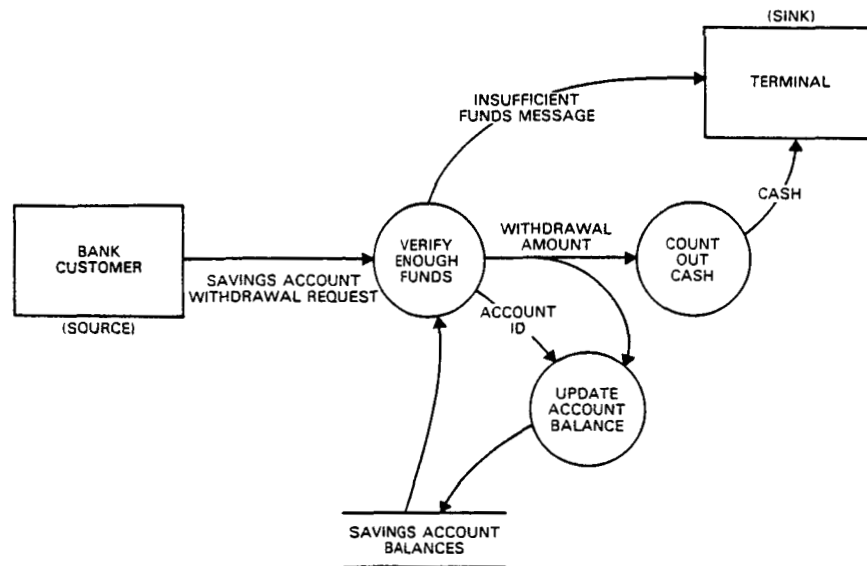 (SINK)
TERMINAL
INSUFFICIENT
FUNDS MESSAGE
CASH
BANK
CUSTOMER
(SOURCE)
SAVINGS ACCOUNT
WITHDRAWAL REQUEST
VERIFY
ENOUGH
FUNDS
WITHDRAWAL
AMOUNT
COUNT
OUT
CASH
ACCOUNT
ID
UPDATE
ACCOUNT
BALANCE
SAVINGS ACCOUNT
BALANCES